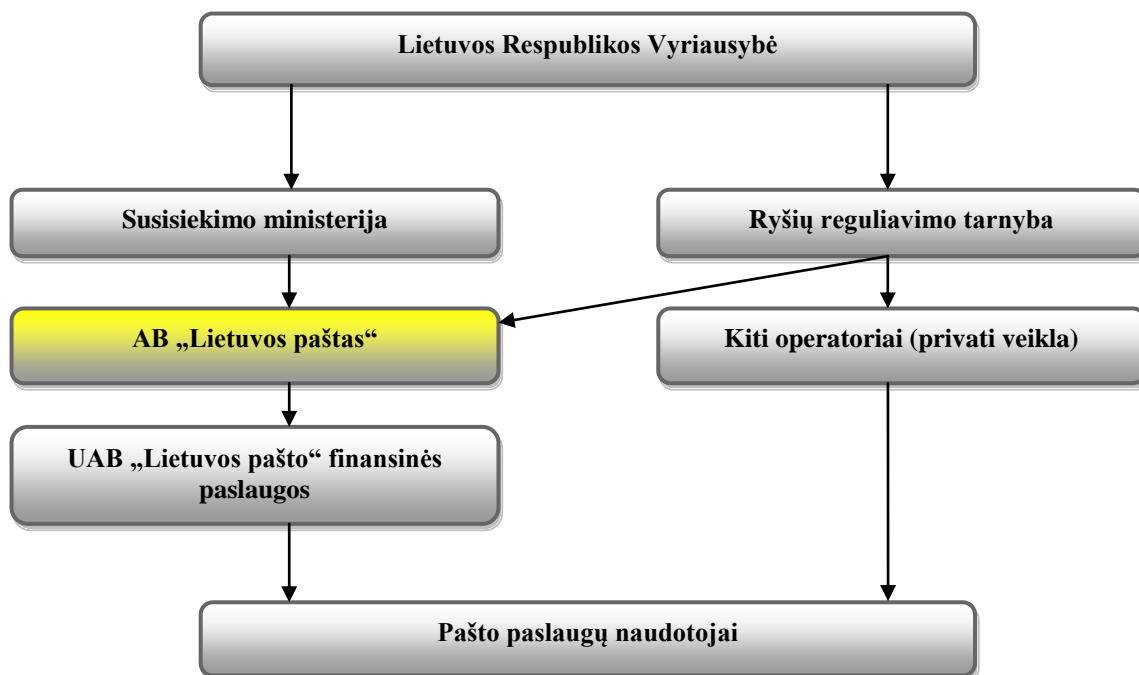 Lietuvos Respublikos Vyriausybė
Susisiekimo ministerija
Ryšių reguliavimo tarnyba
AB „Lietuvos paštas“
Kiti operatoriai (privati veikla)
UAB „Lietuvos pašto“ finansinės
paslaugos
Pašto paslaugų naudotojai